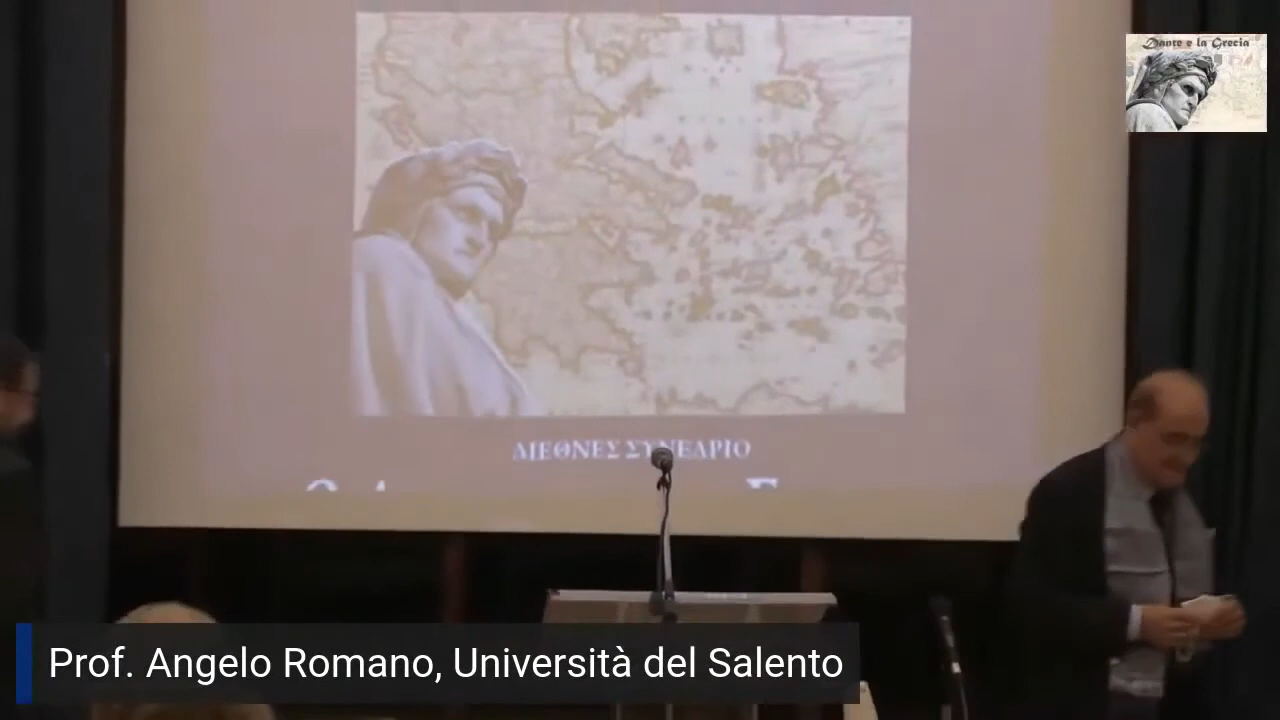 Dante e la Grecia
ΔΙΕΘΝΕΣ ΣΥΝΕΔΡΙΟ
Prof. Angelo Romano, Università del Salento